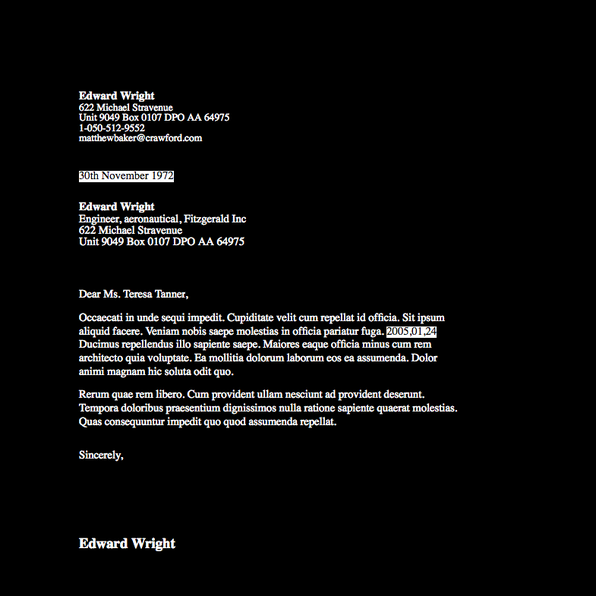 Edward Wright
622 Michael Stravenue
Unit 9049 Box 0107 DPO AA 64975
1-050-512-9552
matthewbaker@crawford.com
30th November 1972
Edward Wright
Engineer, aeronautical, Fitzgerald Inc
622 Michael Stravenue
Unit 9049 Box 0107 DPO AA 64975
Dear Ms. Teresa Tanner,
Occaecati in unde sequi impedit. Cupiditate velit cum repellat id officia. Sit ipsum
aliquid facere. Veniam nobis saepe molestias in officia pariatur fuga. 2005,01,24
Ducimus repellendus illo sapiente saepe. Maiores eaque officia minus cum rem
architecto quia voluptate. Ea mollitia dolorum laborum eos ea assumenda. Dolor
animi magnam hic soluta odit quo.
Rerum quae rem libero. Cum provident ullam nesciunt ad provident deserunt.
Tempora doloribus praesentium dignissimos nulla ratione sapiente quaerat molestias.
Quas consequuntur impedit quo quod assumenda repellat.
Sincerely,
Edward Wright